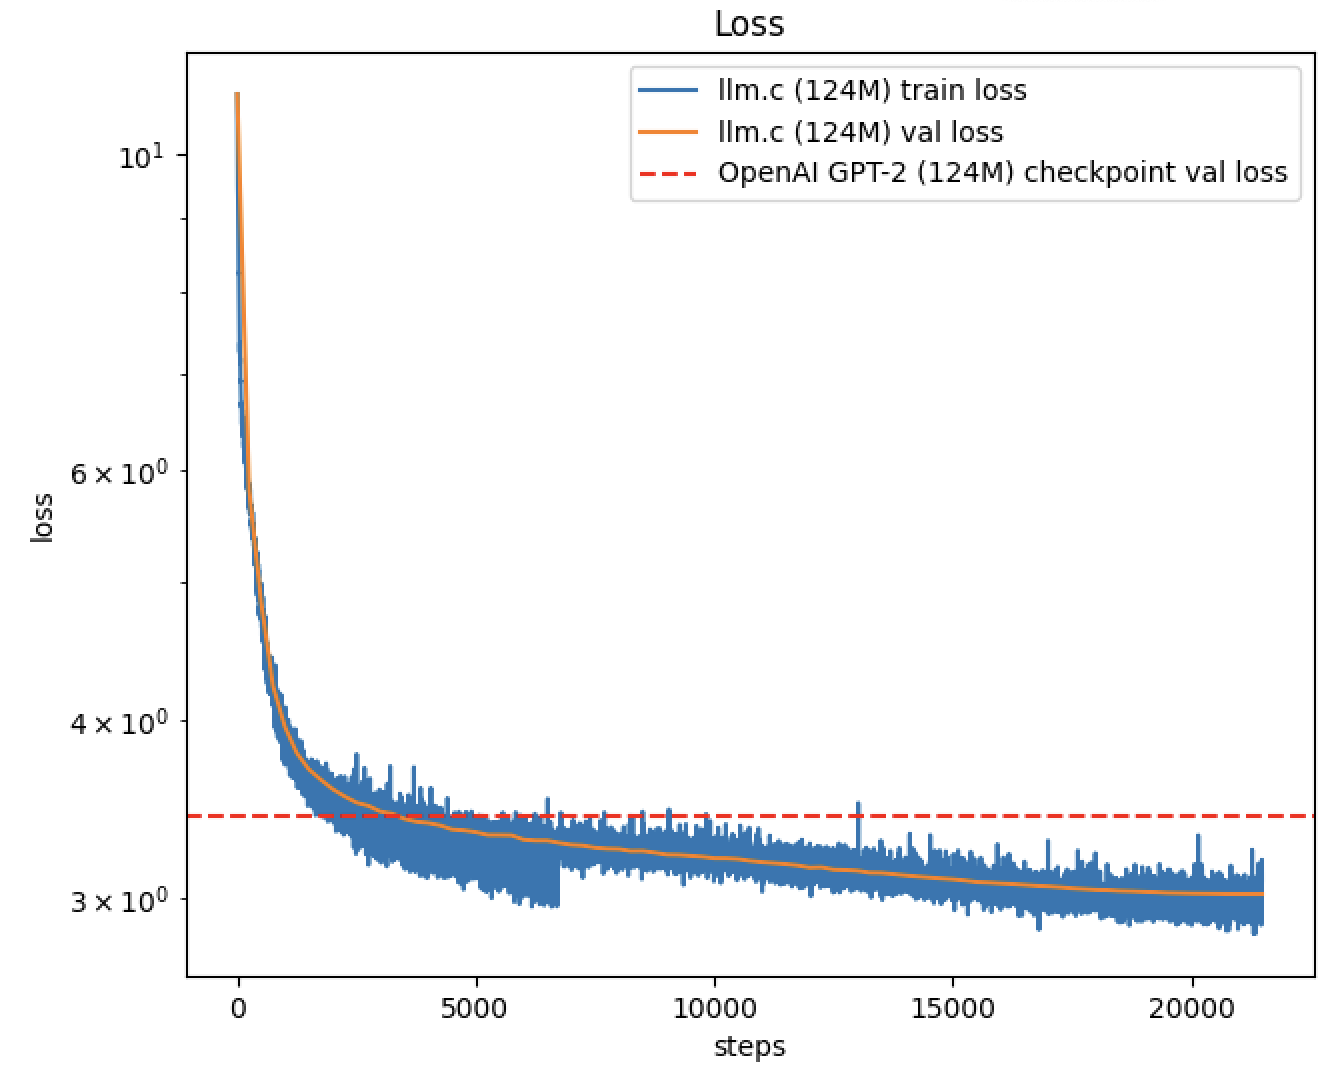 Loss
llm.c (124M) train loss
llm.c (124M) val loss
OpenAI GPT-2 (124M) checkpoint val loss
10¹
6 × 10⁰
4 × 10⁰
3 × 10⁰
loss
0 5000 10000 15000 20000
steps